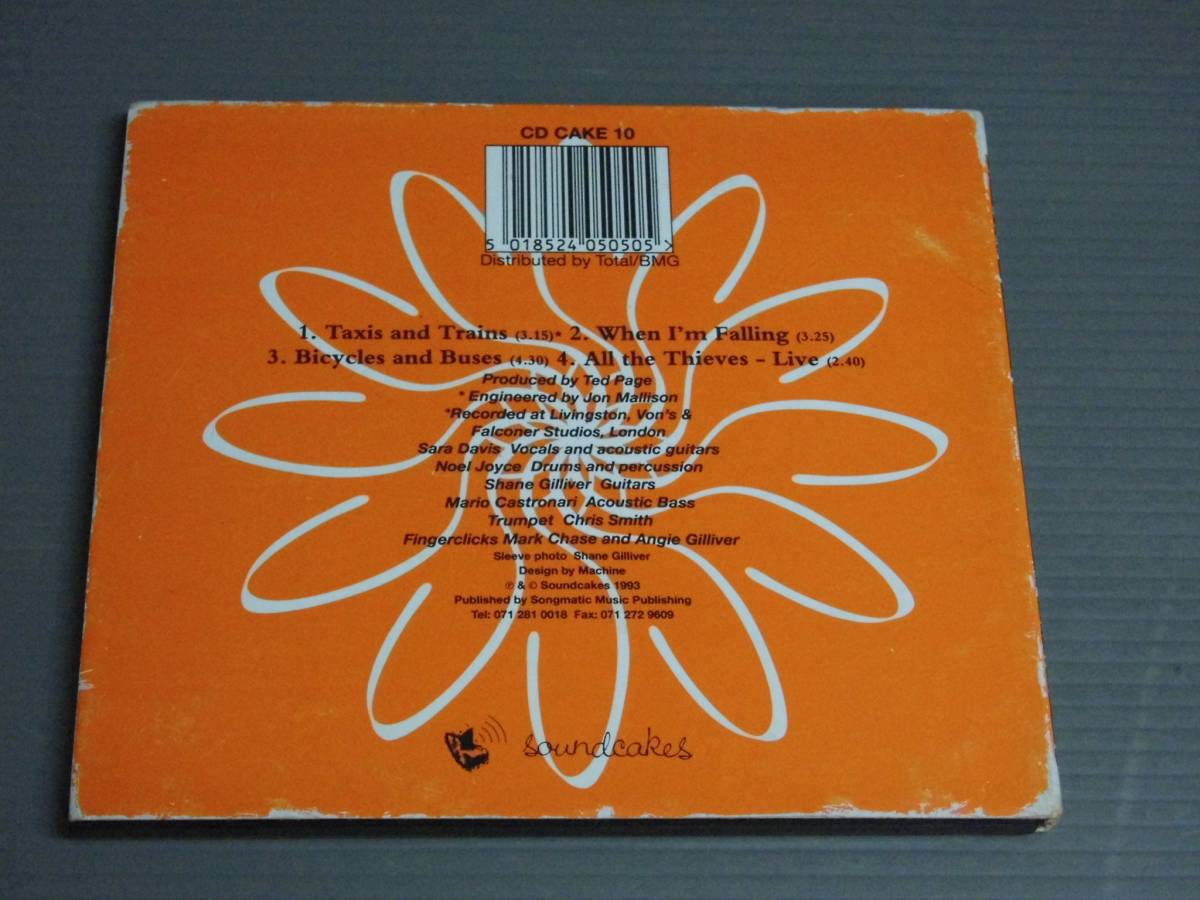 CD CAKE 10
5 018524 050505 >
Distributed by Total/BMG
1. Taxis and Trains (3.15)* 2. When I'm Falling (3.25)
3. Bicycles and Buses (4.30) 4. All the Thieves - Live (2.40)
Produced by Ted Page
* Engineered by Jon Mallison
*Recorded at Livingston, Von's &
Falconer Studios, London
Sara Davis Vocals and acoustic guitars
Noel Joyce Drums and percussion
Shane Gilliver Guitars
Mario Castronari Acoustic Bass
Trumpet Chris Smith
Fingerclicks Mark Chase and Angie Gilliver
Sleeve photo Shane Gilliver
Design by Machine
℗ & © Soundcakes 1993
Published by Songmatic Music Publishing
Tel: 071 281 0018 Fax: 071 272 9609
soundcakes